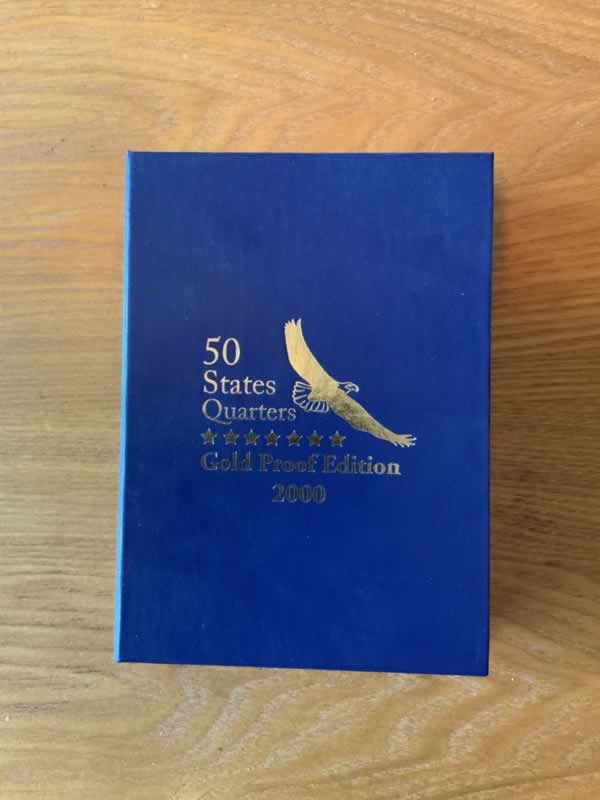 50
States
Quarters
Gold Proof Edition
2000